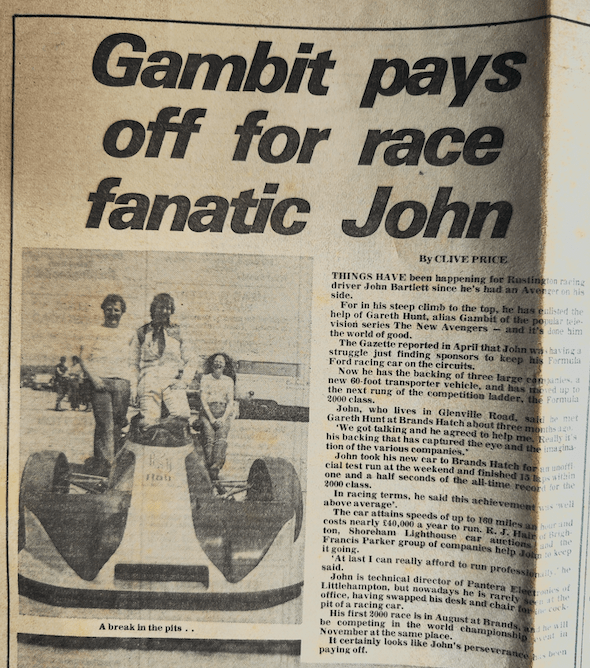 Gambit pays
off for race
fanatic John
By CLIVE PRICE
THINGS HAVE been happening for Rustington racing
driver John Bartlett since he's had an Avenger on his
side.
For in his steep climb to the top, he has enlisted the
help of Gareth Hunt, alias Gambit of the popular tele-
vision series The New Avengers — and it's done him
the world of good.
The Gazette reported in April that John was having a
struggle just finding sponsors to keep his Formula
Ford racing car on the circuits.
Now he has the backing of three large companies, a
new 60-foot transporter vehicle, and has moved up to
the next rung of the competition ladder, the Formula
2000 class.
John, who lives in Glenville Road, said he met
Gareth Hunt at Brands Hatch about three months ago.
'We got talking and he agreed to help me. Really it's
his backing that has captured the eye and the imagina-
tion of the various companies.'
John took his new car to Brands Hatch for an unoffi
cial test run at the weekend and finished 15 laps within
one and a half seconds of the all-time record for the
2000 class.
In racing terms, he said this achievement was 'well
above average'.
The car attains speeds of up to 160 miles an hour and
costs nearly £40,000 a year to run. R. J. Hair of Brigh-
ton, Shoreham Lighthouse car auctions and the
Francis Parker group of companies help John to keep
it going.
'At last I can really afford to run professionally,' he
said.
John is technical director of Pantera Electronics of
Littlehampton, but nowadays he is rarely seen at the
office, having swapped his desk and chair for the cock-
pit of a racing car.
His first 2000 race is in August at Brands, and he will
be competing in the world championship event in
November at the same place.
It certainly looks like John's perseverance has been
paying off.
A break in the pits . .